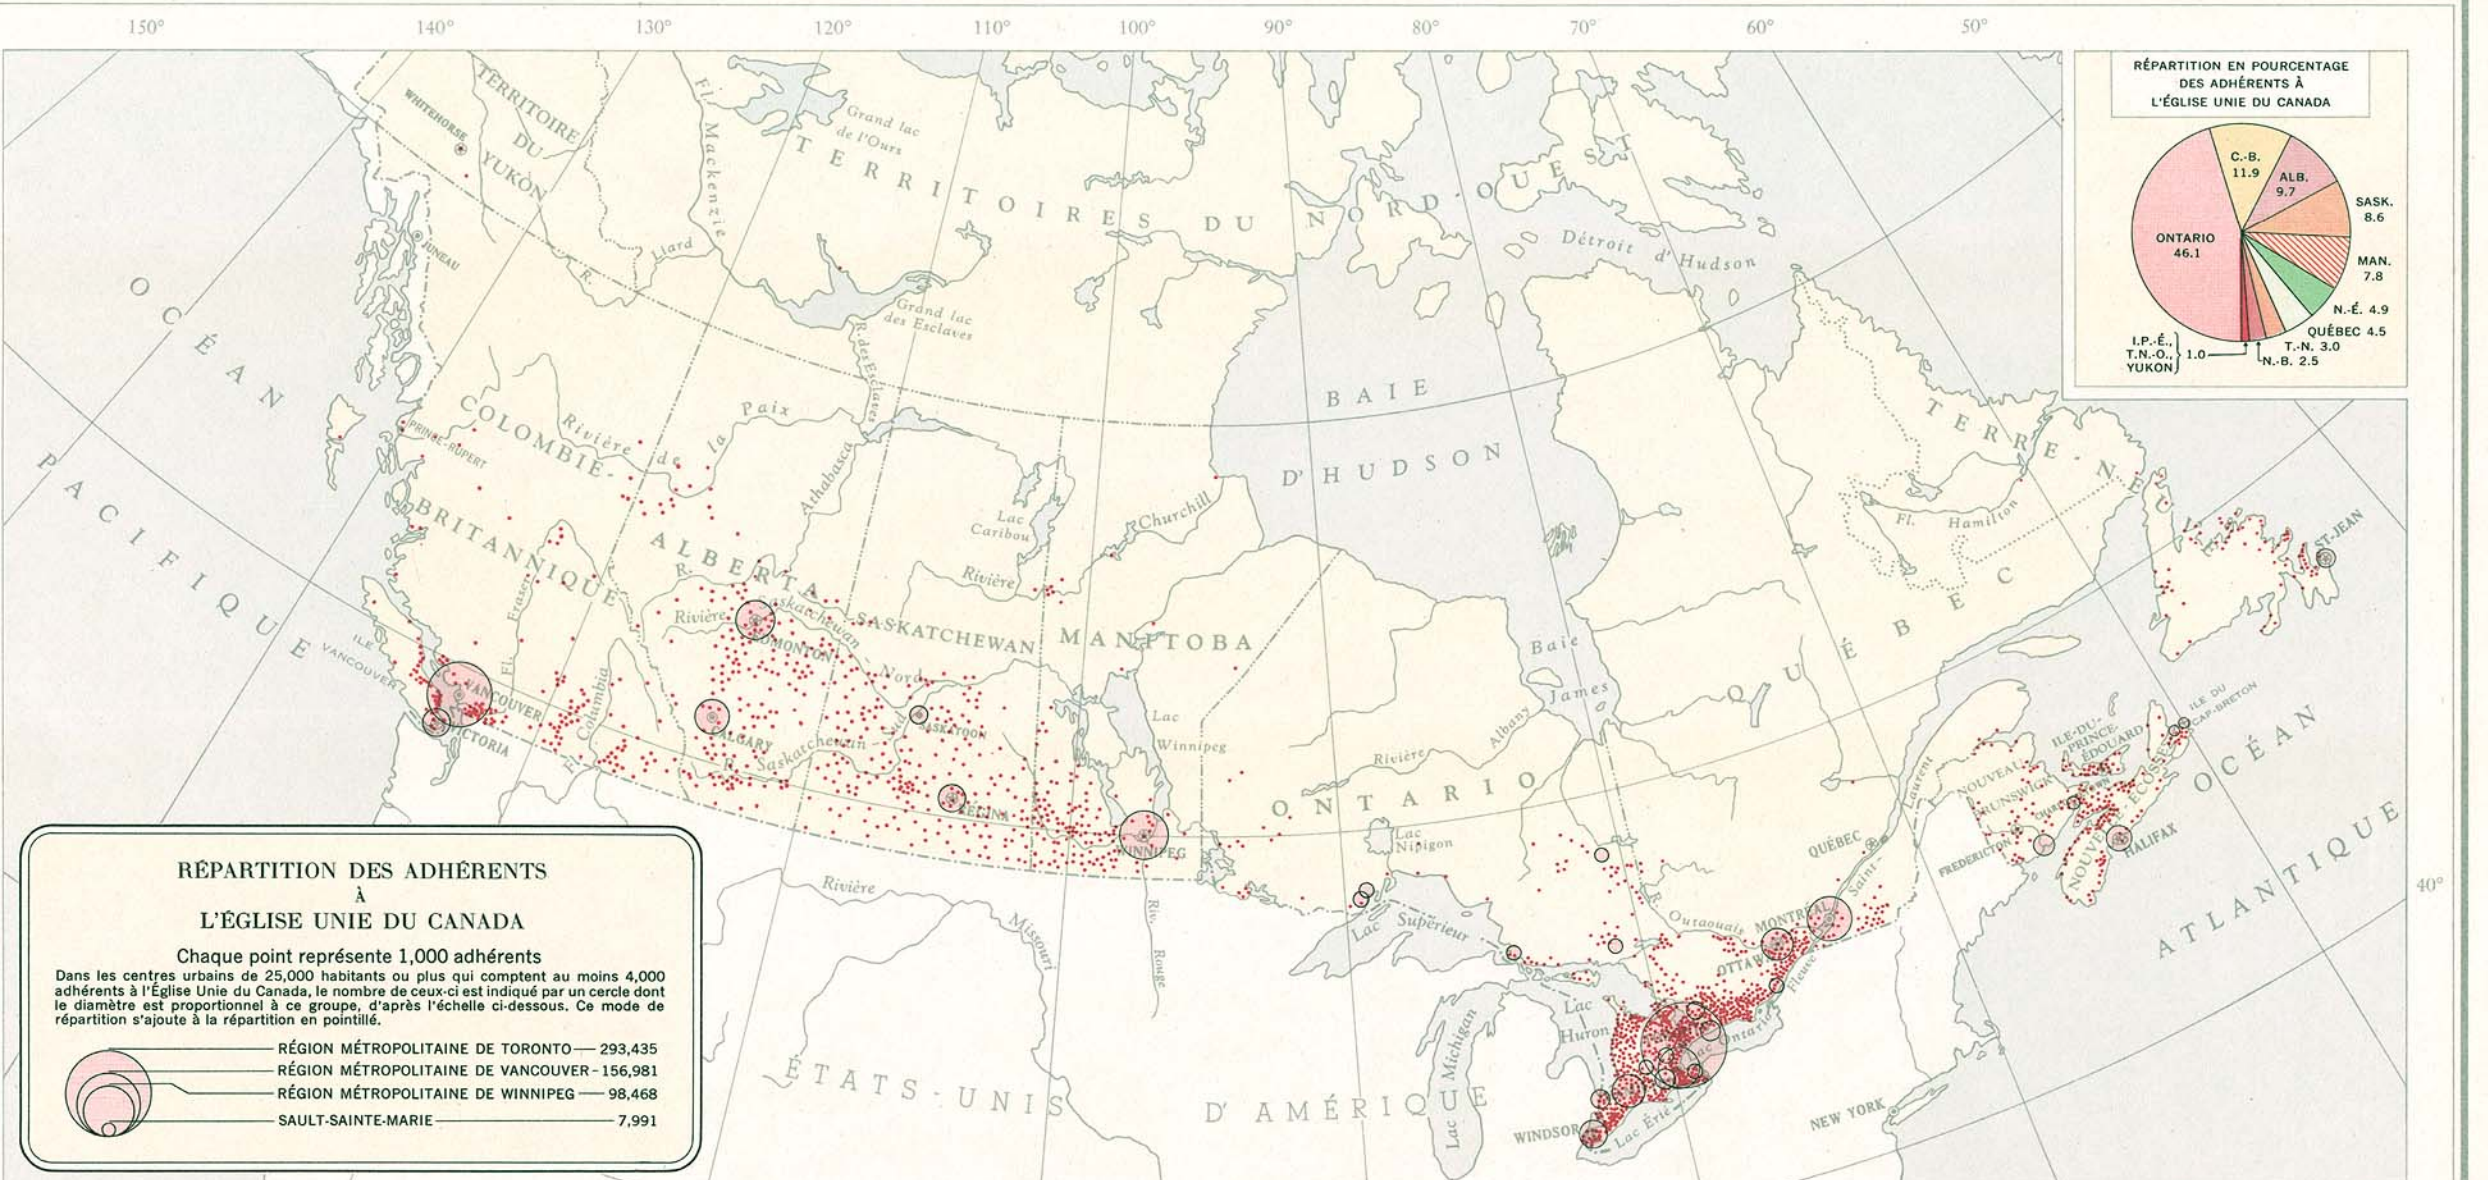 150°
140°
130°
120°
110°
100°
90°
80°
70°
60°
50°
40°
RÉPARTITION EN POURCENTAGE
DES ADHÉRENTS À
L'ÉGLISE UNIE DU CANADA
C.-B.
11.9
ALB.
9.7
SASK.
8.6
ONTARIO
46.1
MAN.
7.8
N.-É. 4.9
QUÉBEC 4.5
T.-N. 3.0
N.-B. 2.5
I.P.-É.,
T.N.-O.,
YUKON
1.0
WHITEHORSE
TERRITOIRE
DU
YUKON
Fl. Mackenzie
Grand lac
de l'Ours
TERRITOIRES DU NORD-OUEST
JUNEAU
R.
Liard
Grand lac
des Esclaves
R. des Esclaves
Détroit d'Hudson
OCÉAN
PACIFIQUE
BAIE
D'HUDSON
TERRE-NEUVE
PRINCE-RUPERT
COLOMBIE-
BRITANNIQUE
Rivière de la Paix
Athabasca
Lac
Caribou
Churchill
Rivière
Fl. Hamilton
ST-JEAN
ALBERTA
R.
Rivière
Saskatchewan
Nord
EDMONTON
SASKATCHEWAN
MANITOBA
Fl. Fraser
Fl. Columbia
ILE
VANCOUVER
VANCOUVER
VICTORIA
CALGARY
R. Saskatchewan Sud
SASKATOON
REGINA
WINNIPEG
Lac
Winnipeg
Baie
James
Albany
Rivière
ONTARIO
QUÉBEC
Lac
Nipigon
Lac Supérieur
QUÉBEC
Saint-Laurent
Fleuve
R. Outaouais
MONTRÉAL
OTTAWA
NOUVEAU-
BRUNSWICK
FREDERICTON
ILE-DU-
PRINCE-
ÉDOUARD
CHARLOTTETOWN
ILE DU
CAP-BRETON
NOUVELLE-ÉCOSSE
HALIFAX
OCÉAN
ATLANTIQUE
Rivière
Missouri
Riv. Rouge
Lac
Huron
Lac Michigan
Lac Ontario
Lac Érié
WINDSOR
NEW YORK
ÉTATS-UNIS
D'AMÉRIQUE
RÉPARTITION DES ADHÉRENTS
À
L'ÉGLISE UNIE DU CANADA
Chaque point représente 1,000 adhérents
Dans les centres urbains de 25,000 habitants ou plus qui comptent au moins 4,000
adhérents à l'Église Unie du Canada, le nombre de ceux-ci est indiqué par un cercle dont
le diamètre est proportionnel à ce groupe, d'après l'échelle ci-dessous. Ce mode de
répartition s'ajoute à la répartition en pointillé.
RÉGION MÉTROPOLITAINE DE TORONTO — 293,435
RÉGION MÉTROPOLITAINE DE VANCOUVER - 156,981
RÉGION MÉTROPOLITAINE DE WINNIPEG — 98,468
SAULT-SAINTE-MARIE — 7,991